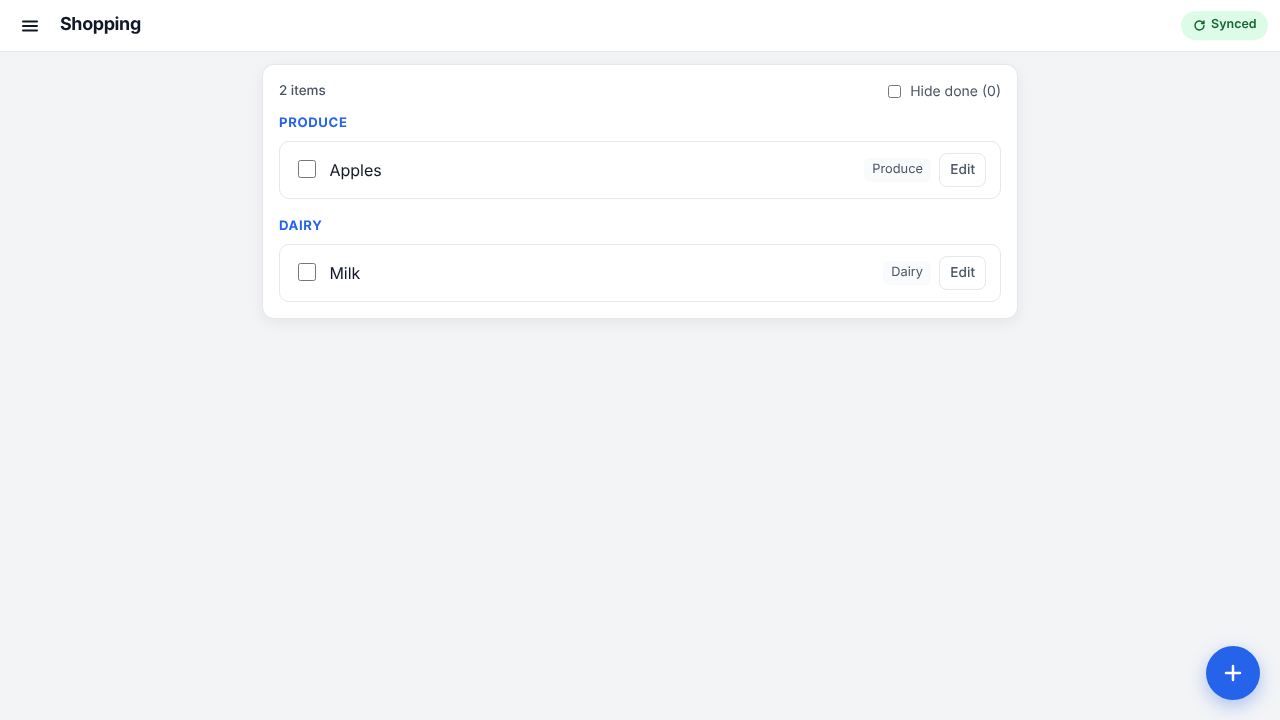 Shopping
Synced
2 items
Hide done (0)
PRODUCE
Apples
Produce
Edit
DAIRY
Milk
Dairy
Edit